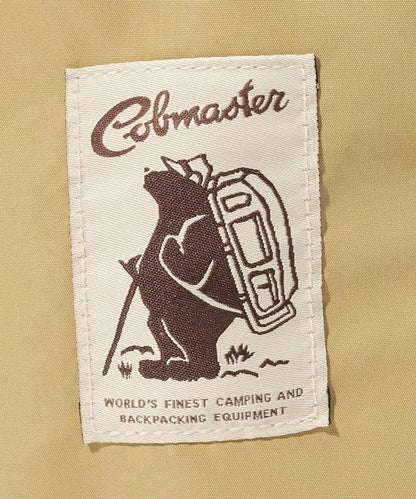 Cobmaster
WORLD'S FINEST CAMPING AND
BACKPACKING EQUIPMENT